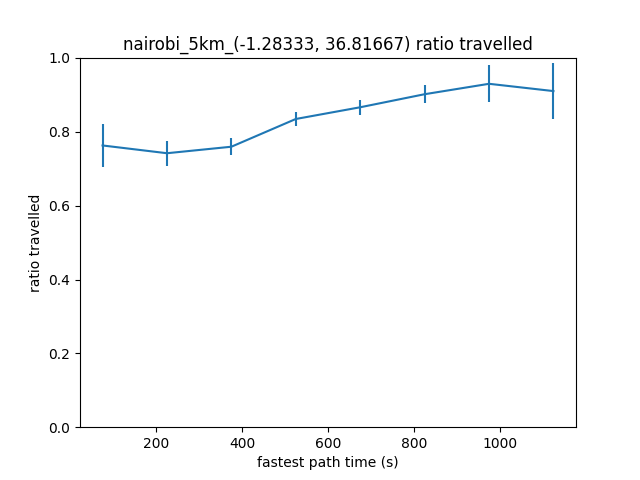 nairobi_5km_(-1.28333, 36.81667) ratio travelled
1.0
0.8
0.6
0.4
0.2
0.0
ratio travelled
200 400 600 800 1000
fastest path time (s)